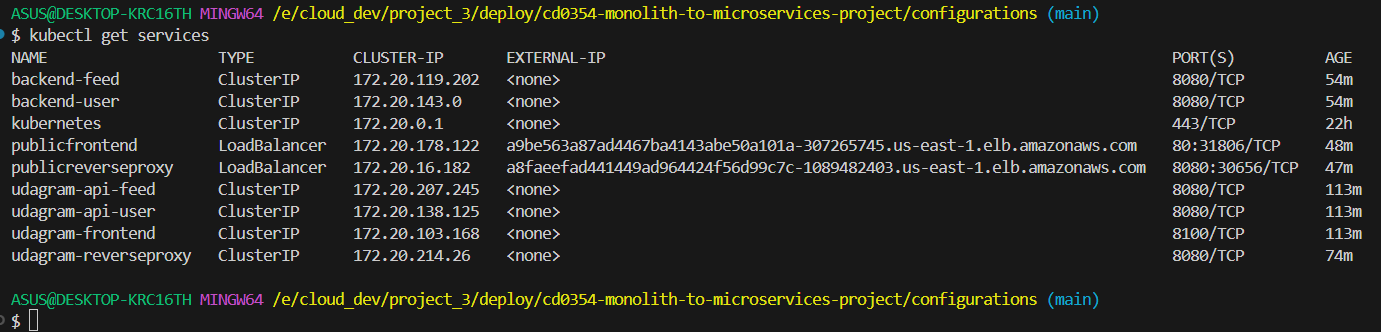 ASUS@DESKTOP-KRC16TH MINGW64 /e/cloud_dev/project_3/deploy/cd0354-monolith-to-microservices-project/configurations (main)
$ kubectl get services
NAME TYPE CLUSTER-IP EXTERNAL-IP PORT(S) AGE
backend-feed ClusterIP 172.20.119.202 <none> 8080/TCP 54m
backend-user ClusterIP 172.20.143.0 <none> 8080/TCP 54m
kubernetes ClusterIP 172.20.0.1 <none> 443/TCP 22h
publicfrontend LoadBalancer 172.20.178.122 a9be563a87ad4467ba4143abe50a101a-307265745.us-east-1.elb.amazonaws.com 80:31806/TCP 48m
publicreverseproxy LoadBalancer 172.20.16.182 a8faeefad441449ad964424f56d99c7c-1089482403.us-east-1.elb.amazonaws.com 8080:30656/TCP 47m
udagram-api-feed ClusterIP 172.20.207.245 <none> 8080/TCP 113m
udagram-api-user ClusterIP 172.20.138.125 <none> 8080/TCP 113m
udagram-frontend ClusterIP 172.20.103.168 <none> 8100/TCP 113m
udagram-reverseproxy ClusterIP 172.20.214.26 <none> 8080/TCP 74m
ASUS@DESKTOP-KRC16TH MINGW64 /e/cloud_dev/project_3/deploy/cd0354-monolith-to-microservices-project/configurations (main)
$